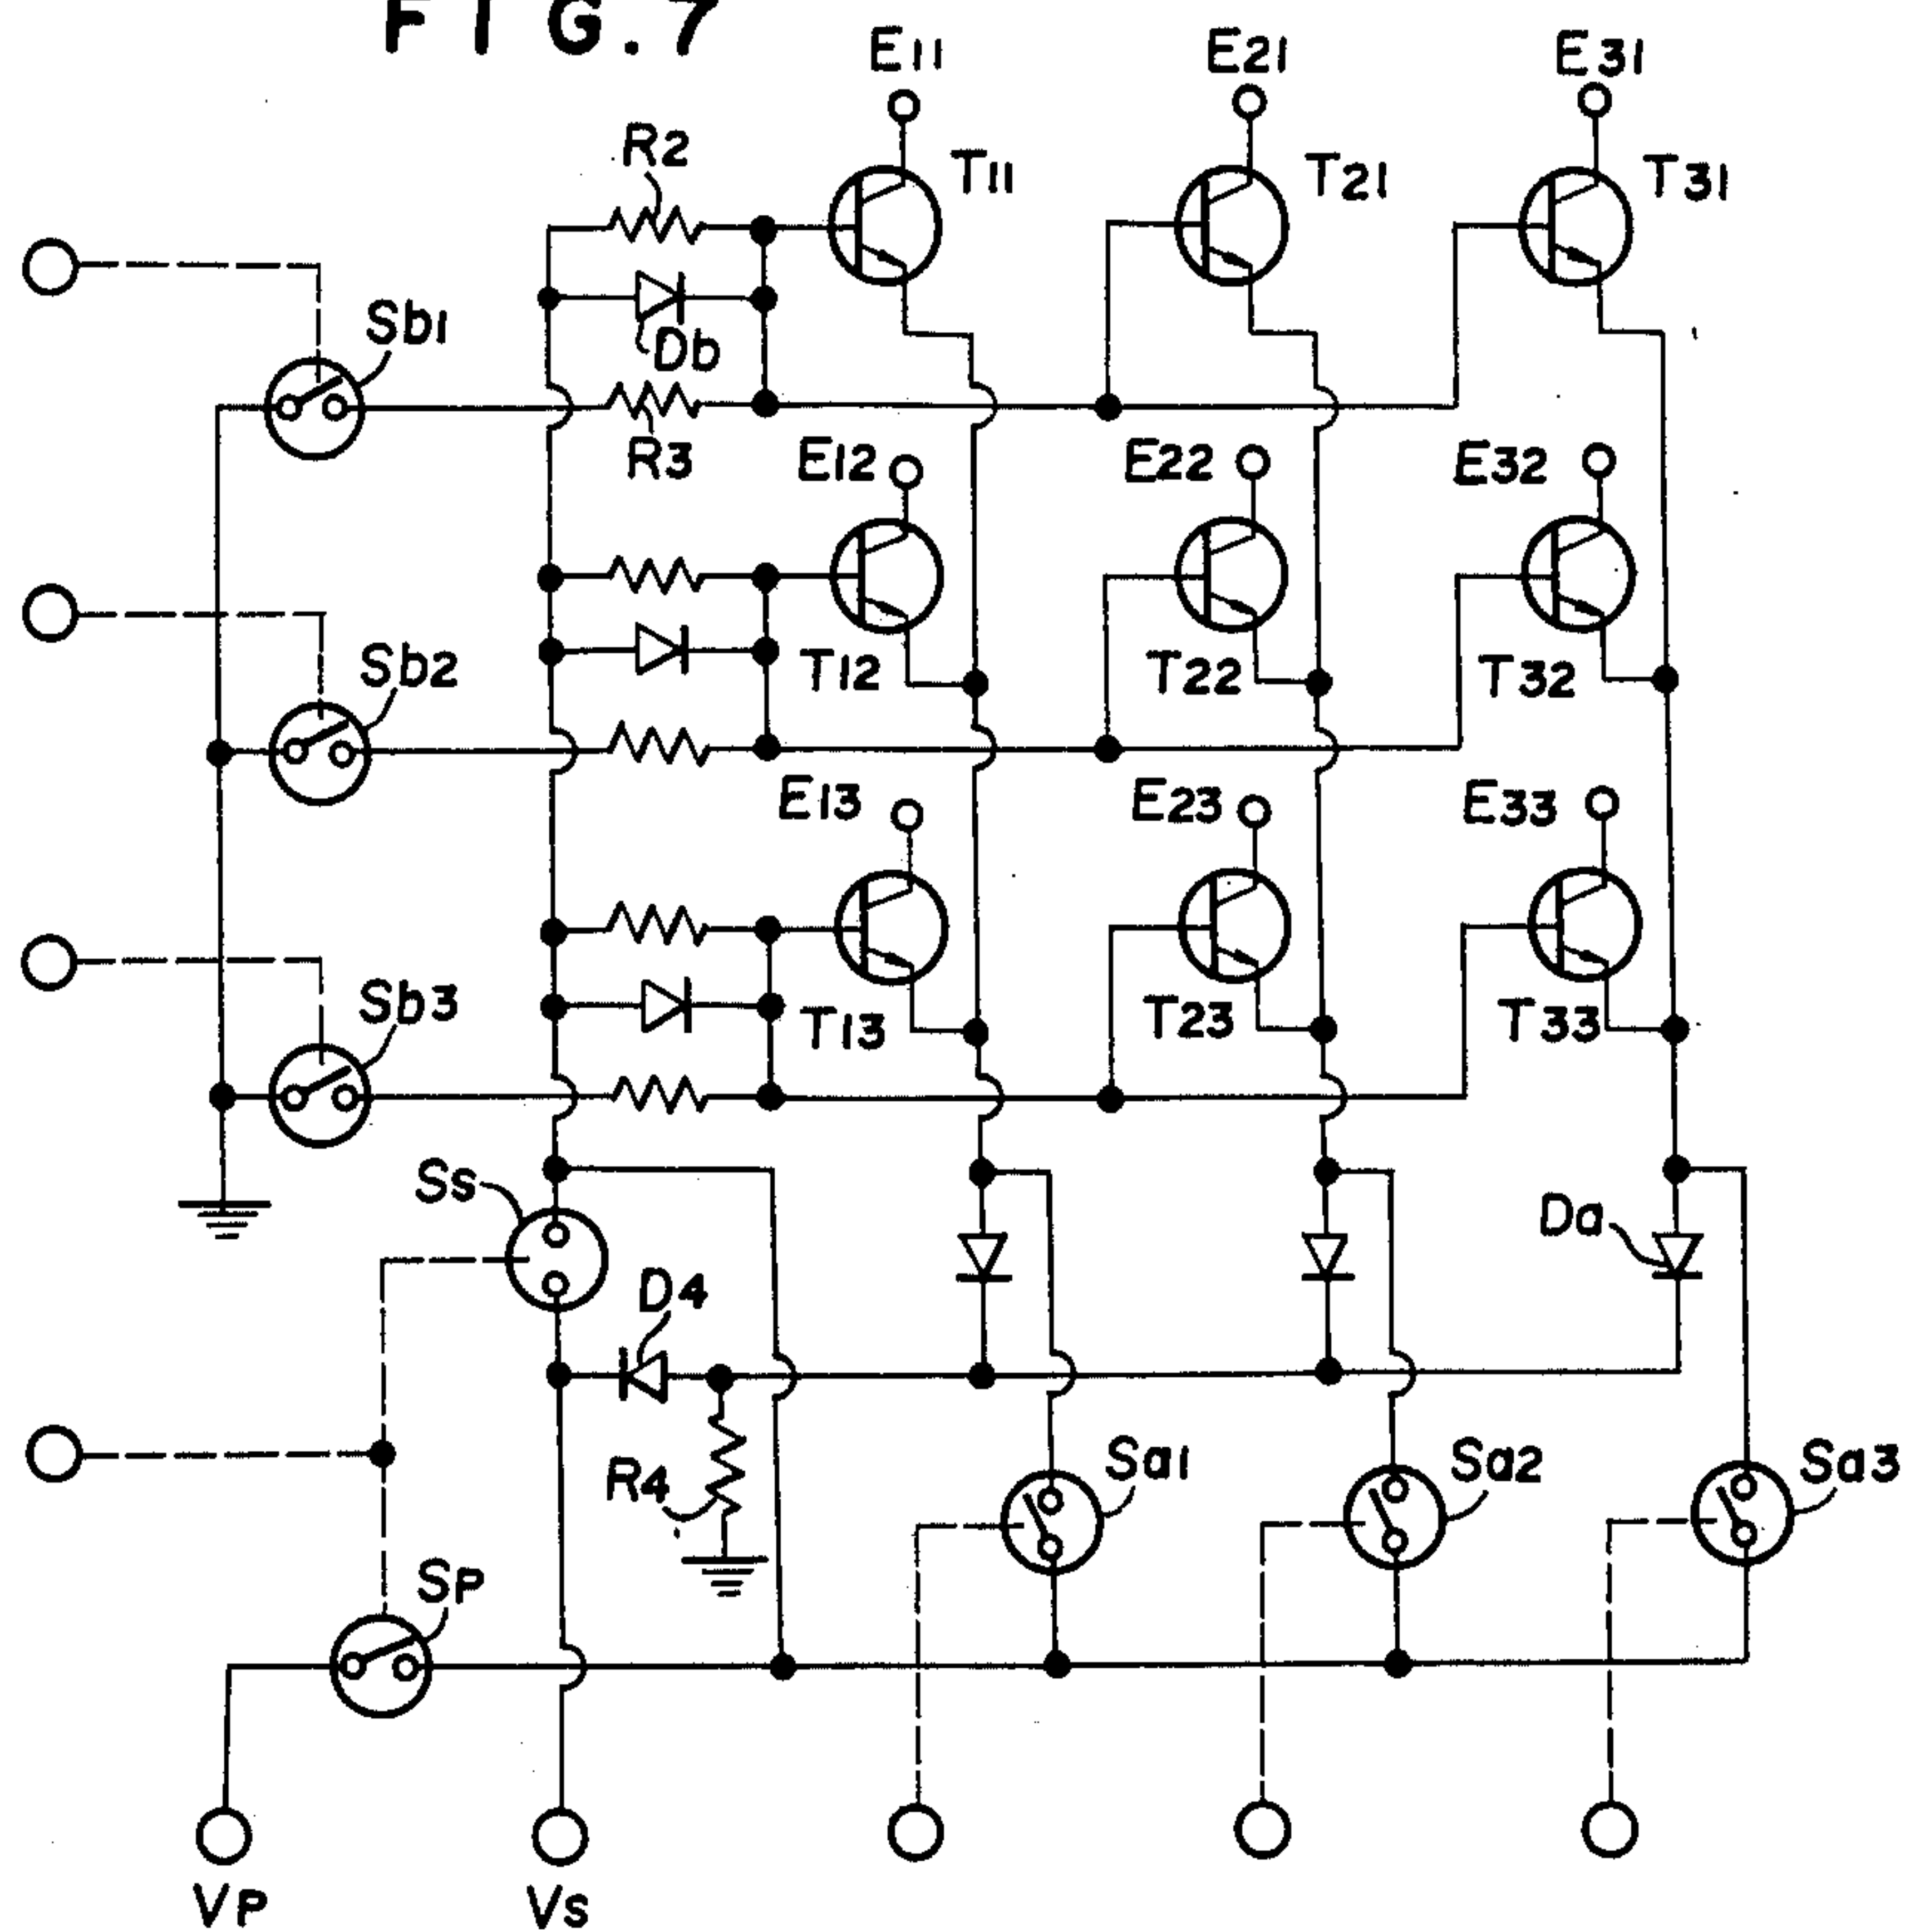 FIG.7
E11 E21 E31
R2 T11 T21 T31
Sb1 Db
R3 E12 E22 E32
Sb2 T12 T22 T32
E13 E23 E33
Sb3 T13 T23 T33
Ss Da
D4
R4 Sa1 Sa2 Sa3
SP
VP Vs